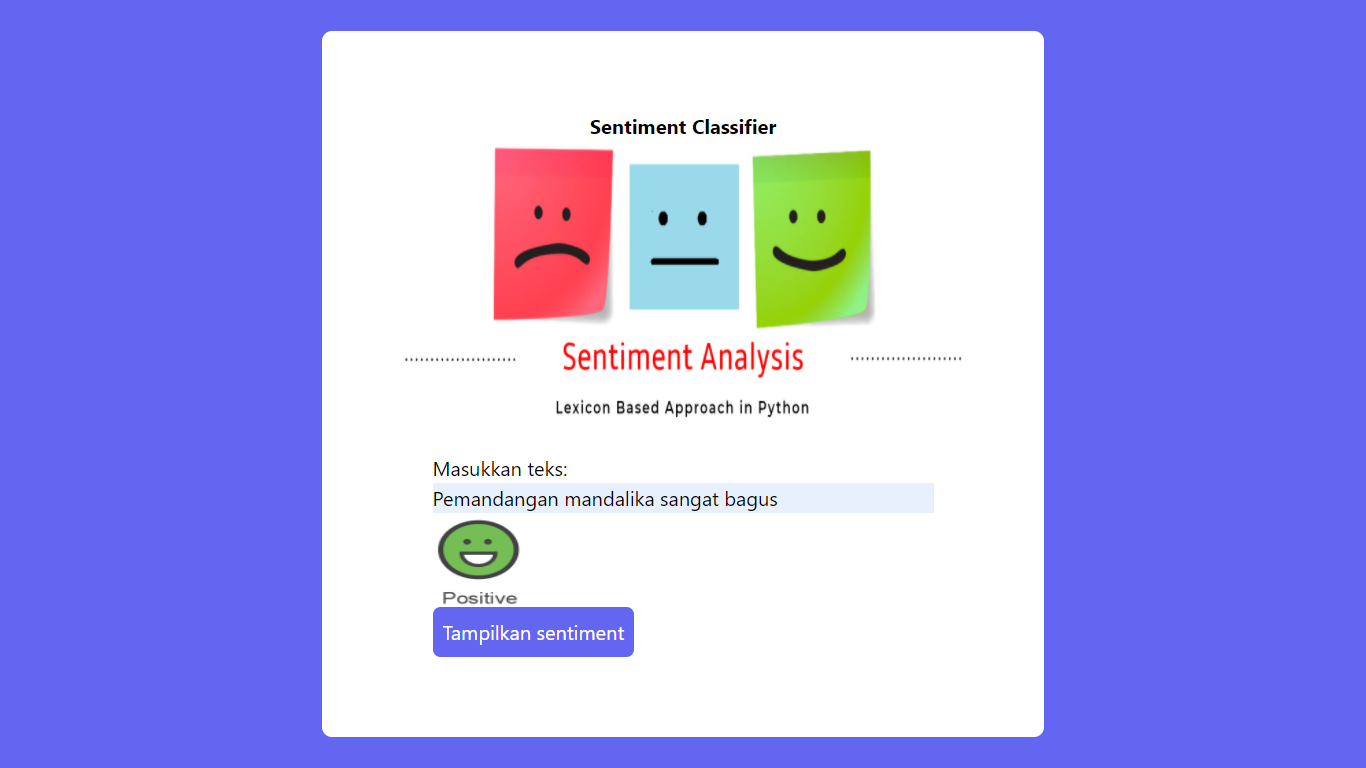 Sentiment Classifier
Sentiment Analysis
Lexicon Based Approach in Python
Masukkan teks:
Pemandangan mandalika sangat bagus
Positive
Tampilkan sentiment